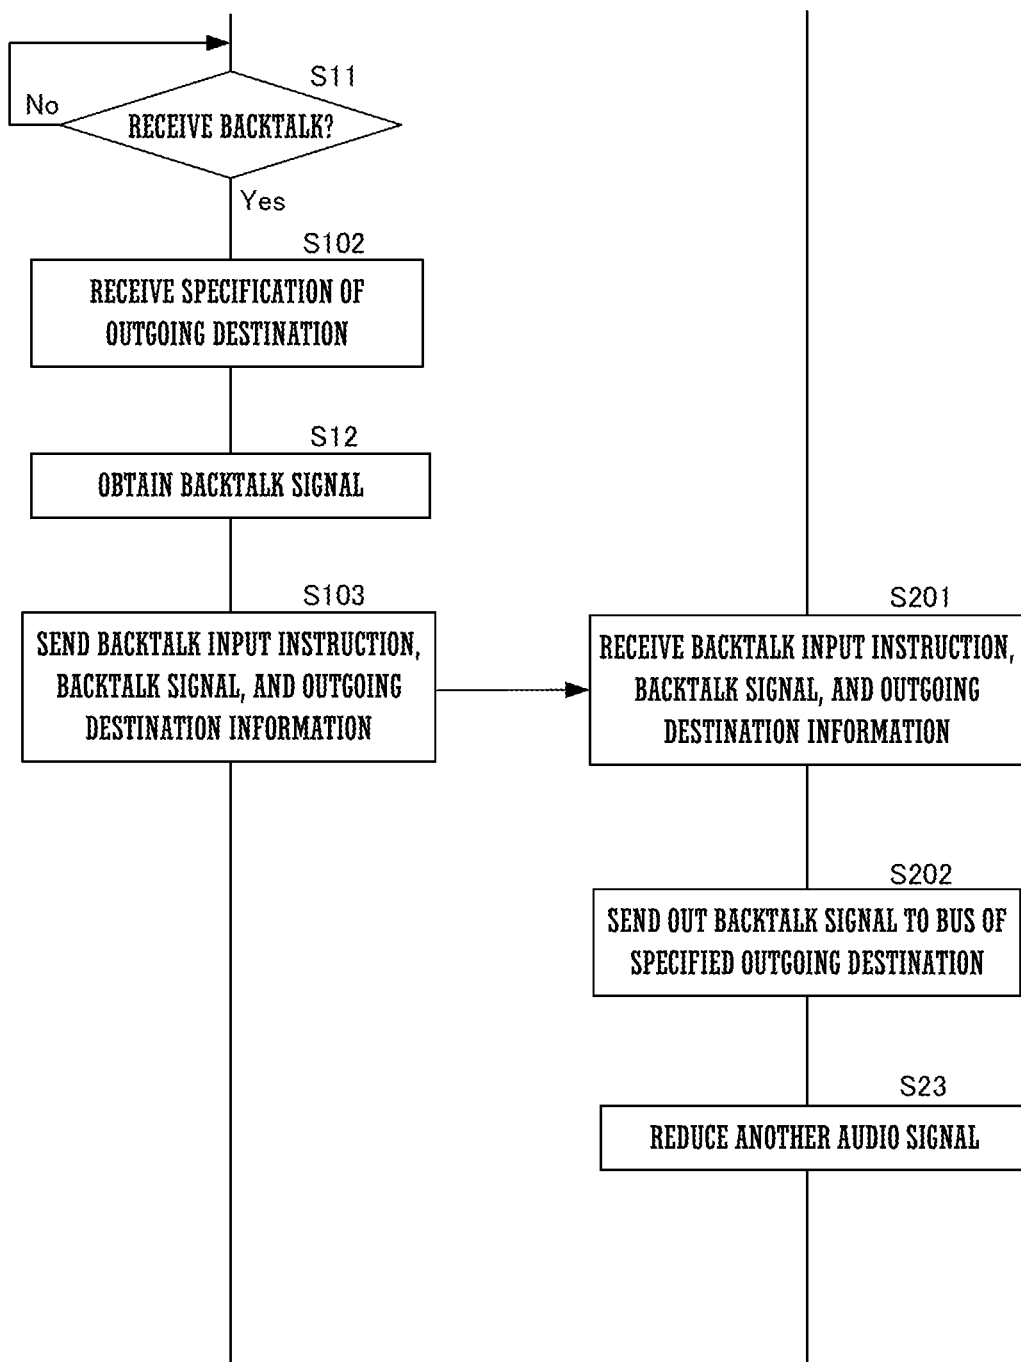 S11
No
RECEIVE BACKTALK?
Yes
S102
RECEIVE SPECIFICATION OF
OUTGOING DESTINATION
S12
OBTAIN BACKTALK SIGNAL
S103
SEND BACKTALK INPUT INSTRUCTION,
BACKTALK SIGNAL, AND OUTGOING
DESTINATION INFORMATION
S201
RECEIVE BACKTALK INPUT INSTRUCTION,
BACKTALK SIGNAL, AND OUTGOING
DESTINATION INFORMATION
S202
SEND OUT BACKTALK SIGNAL TO BUS OF
SPECIFIED OUTGOING DESTINATION
S23
REDUCE ANOTHER AUDIO SIGNAL